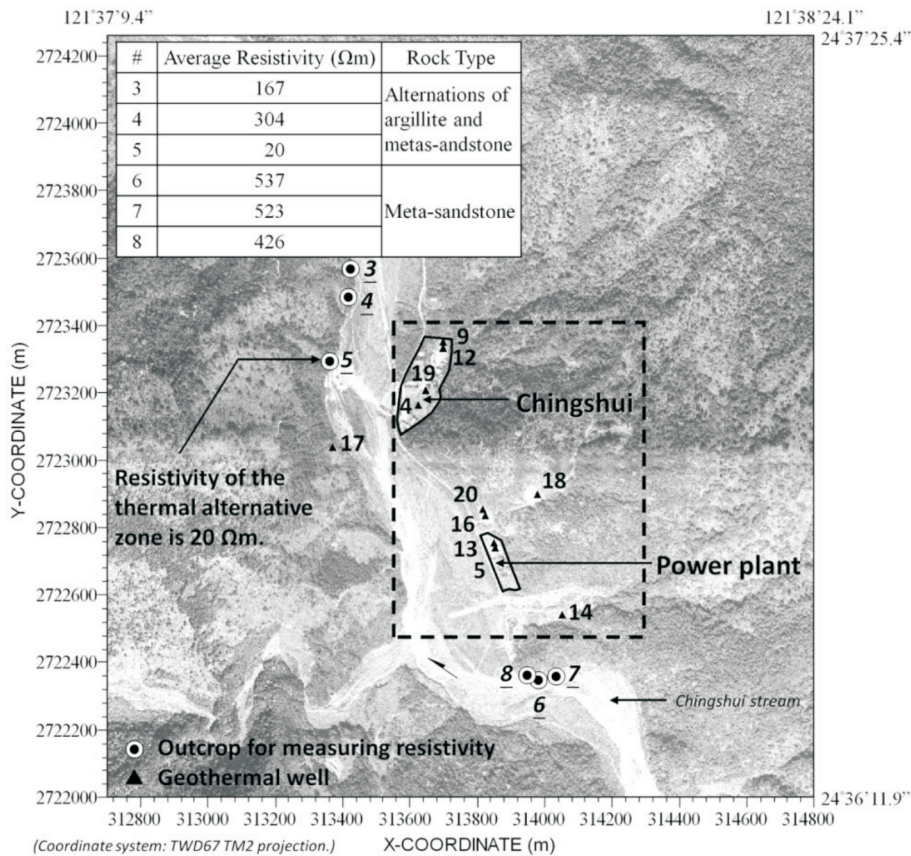 121°37'9.4''
121°38'24.1''
24°37'25.4''
# Average Resistivity (Ωm) Rock Type
3 167
4 304
5 20
Alternations of
argillite and
metas-andstone
6 537
7 523
8 426
Meta-sandstone
2724200
2724000
2723800
2723600
2723400
2723200
2723000
2722800
2722600
2722400
2722200
2722000
Y-COORDINATE (m)
3
4
5
9
12
19
4
Chingshui
17
Resistivity of the
thermal alternative
zone is 20 Ωm.
18
20
16
13
5
Power plant
14
8
7
6
Chingshui stream
Outcrop for measuring resistivity
Geothermal well
24°36'11.9''
312800 313000 313200 313400 313600 313800 314000 314200 314400 314600 314800
(Coordinate system: TWD67 TM2 projection.)
X-COORDINATE (m)